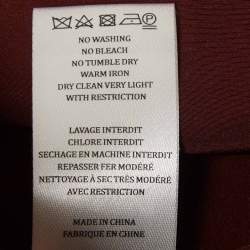 NO WASHING
NO BLEACH
NO TUMBLE DRY
WARM IRON
DRY CLEAN VERY LIGHT
WITH RESTRICTION
LAVAGE INTERDIT
CHLORE INTERDIT
SECHAGE EN MACHINE INTERDIT
REPASSER FER MODÉRÉ
NETTOYAGE À SEC TRÈS MODÉRÉ
AVEC RESTRICTION
MADE IN CHINA
FABRIQUE EN CHINE